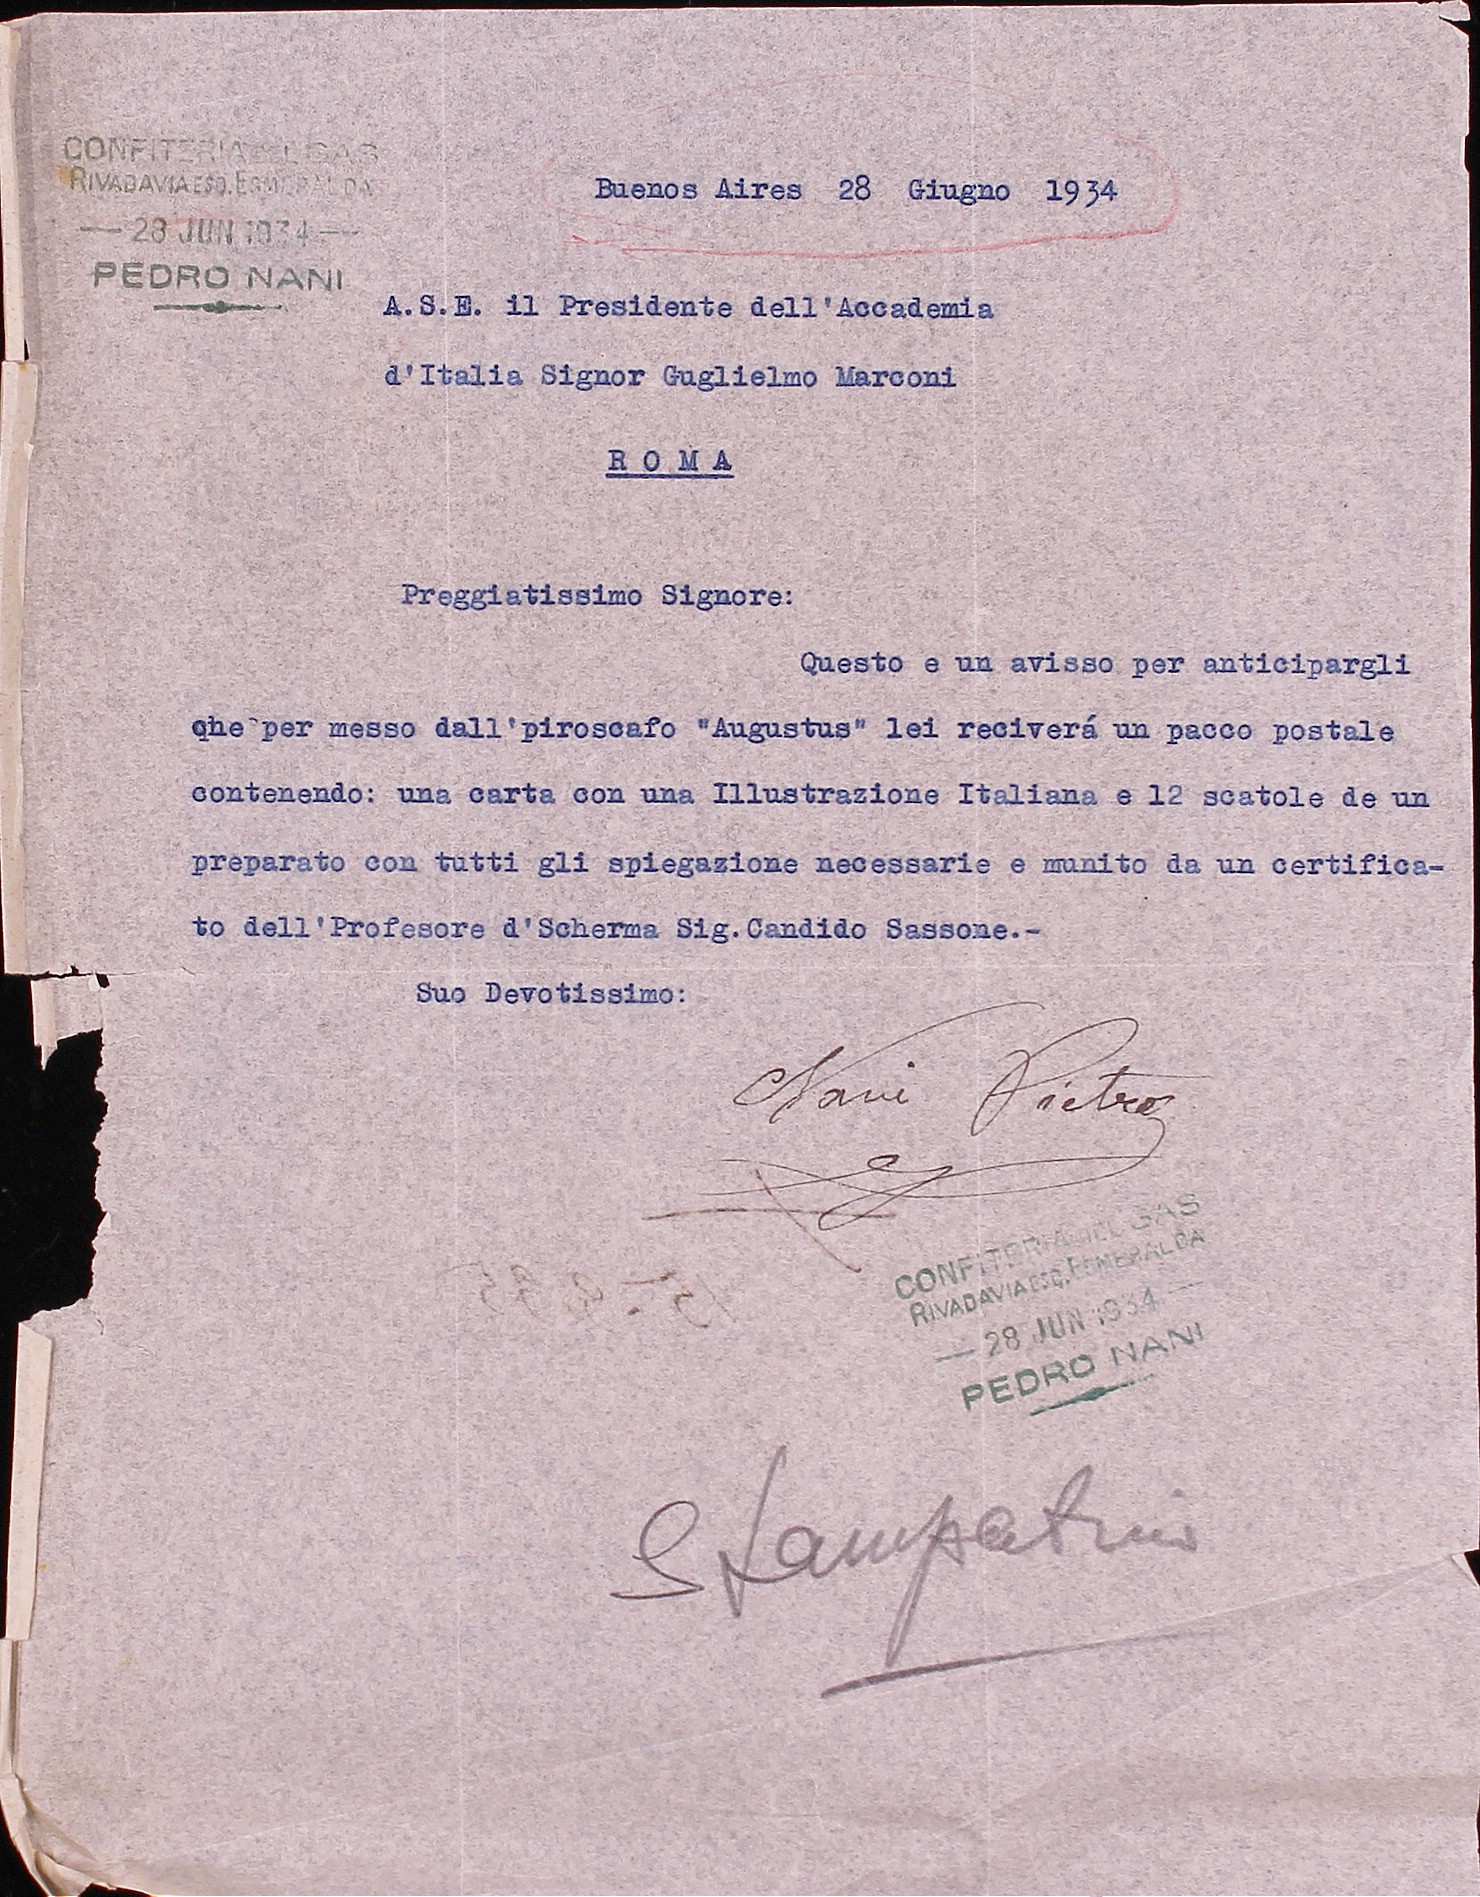 CONFITERIA DEL GAS
RIVADAVIA ESQ. ESMERALDA
— 28 JUN 1934 —
PEDRO NANI
Buenos Aires 28 Giugno 1934
A.S.E. il Presidente dell'Accademia
d'Italia Signor Guglielmo Marconi
R O M A
Preggiatissimo Signore:
Questo e un avisso per anticipargli
che per messo dall'piroscafo "Augustus" lei reciverá un pacco postale
contenendo: una carta con una Illustrazione Italiana e 12 scatole de un
preparato con tutti gli spiegazione necessarie e munito da un certifica-
to dell'Profesore d'Scherma Sig.Candido Sassone.-
Suo Devotissimo:
Nani Pietro
CONFITERIA DEL GAS
RIVADAVIA ESQ. ESMERALDA
— 28 JUN 1934 —
PEDRO NANI